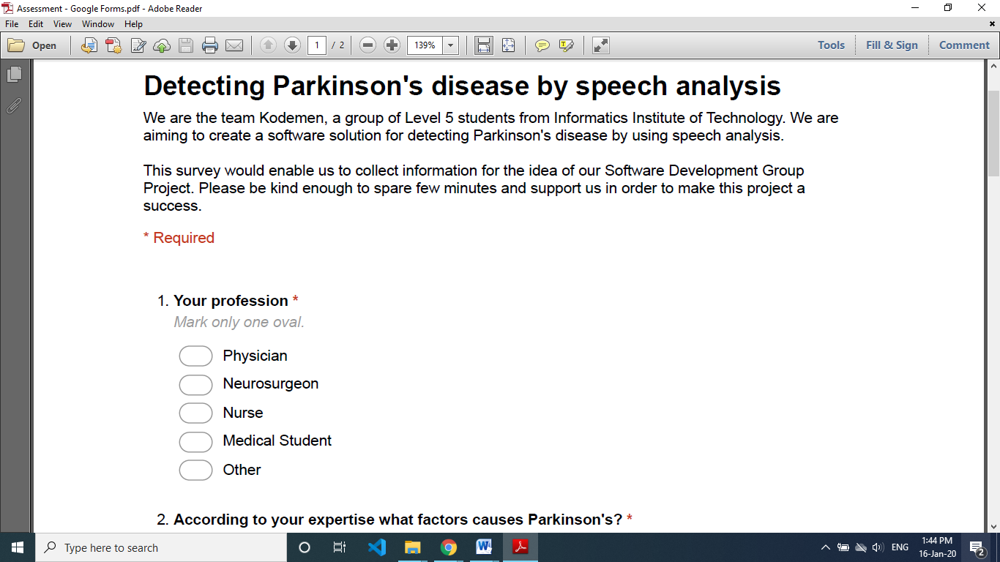 Assessment - Google Forms.pdf - Adobe Reader
File Edit View Window Help
Open 1 / 2 139% Tools Fill & Sign Comment
Detecting Parkinson's disease by speech analysis
We are the team Kodemen, a group of Level 5 students from Informatics Institute of Technology. We are
aiming to create a software solution for detecting Parkinson's disease by using speech analysis.
This survey would enable us to collect information for the idea of our Software Development Group
Project. Please be kind enough to spare few minutes and support us in order to make this project a
success.
* Required
1. Your profession *
Mark only one oval.
Physician
Neurosurgeon
Nurse
Medical Student
Other
2. According to your expertise what factors causes Parkinson's? *
Type here to search
ENG
1:44 PM
16-Jan-20
2